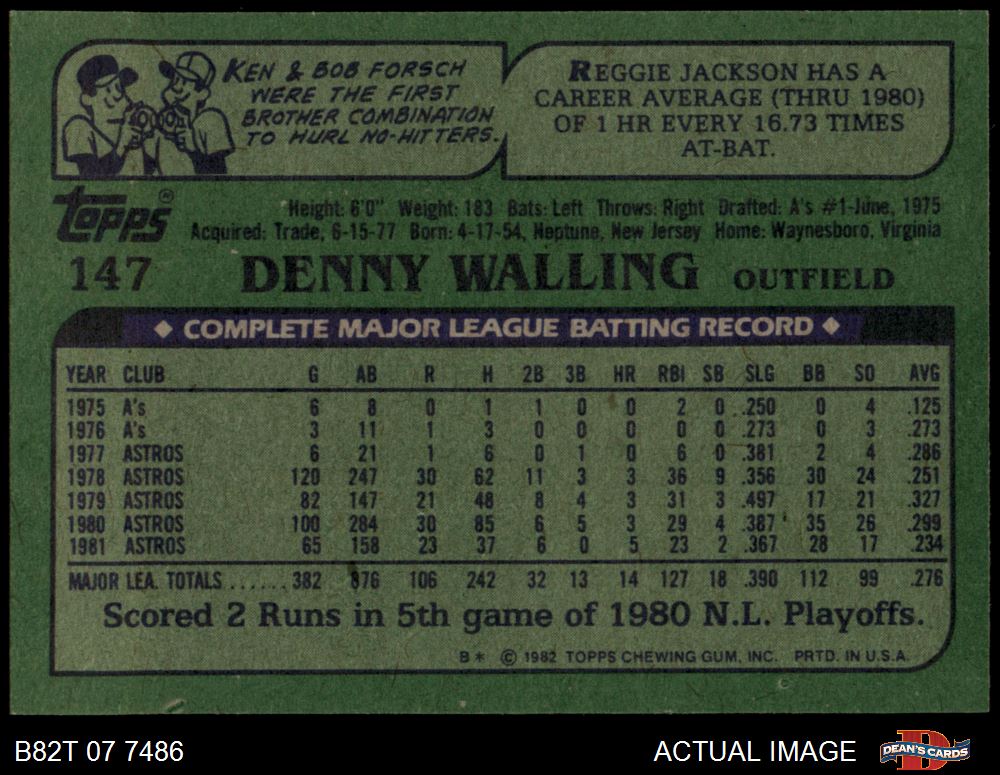 KEN & BOB FORSCH
WERE THE FIRST
BROTHER COMBINATION
TO HURL NO-HITTERS.
REGGIE JACKSON HAS A
CAREER AVERAGE (THRU 1980)
OF 1 HR EVERY 16.73 TIMES
AT-BAT.
Topps®
Height: 6'0" Weight: 183 Bats: Left Throws: Right Drafted: A's #1-June, 1975
Acquired: Trade, 6-15-77 Born: 4-17-54, Neptune, New Jersey Home: Waynesboro, Virginia
147 DENNY WALLING OUTFIELD
◆ COMPLETE MAJOR LEAGUE BATTING RECORD ◆
YEAR CLUB G AB R H 2B 3B HR RBI SB SLG BB SO AVG
1975 A's 6 8 0 1 1 0 0 2 0 .250 0 4 .125
1976 A's 3 11 1 3 0 0 0 0 0 .273 0 3 .273
1977 ASTROS 6 21 1 6 0 1 0 6 0 .381 2 4 .286
1978 ASTROS 120 247 30 62 11 3 3 36 9 .356 30 24 .251
1979 ASTROS 82 147 21 48 8 4 3 31 3 .497 17 21 .327
1980 ASTROS 100 284 30 85 6 5 3 29 4 .387 35 26 .299
1981 ASTROS 65 158 23 37 6 0 5 23 2 .367 28 17 .234
MAJOR LEA. TOTALS ...... 382 876 106 242 32 13 14 127 18 .390 112 99 .276
Scored 2 Runs in 5th game of 1980 N.L. Playoffs.
B* © 1982 TOPPS CHEWING GUM, INC. PRTD. IN U.S.A.
B82T 07 7486 ACTUAL IMAGE DEAN'S CARDS